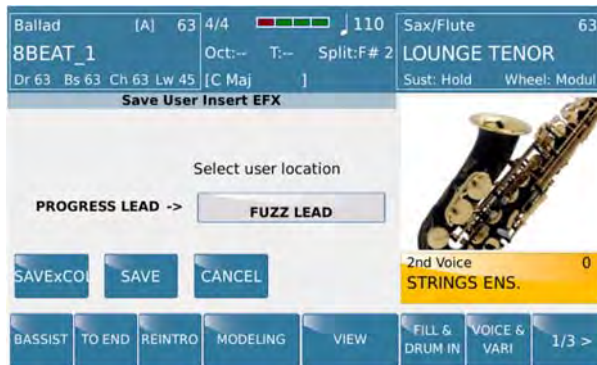 Ballad [A] 63
8BEAT_1
Dr 63 Bs 63 Ch 63 Lw 45
4/4 110
Oct:-- T:-- Split:F# 2
[C Maj ]
Sax/Flute 63
LOUNGE TENOR
Sust: Hold Wheel: Modul
Save User Insert EFX
Select user location
PROGRESS LEAD -> FUZZ LEAD
SAVExCOL SAVE CANCEL
2nd Voice 0
STRINGS ENS.
BASSIST TO END REINTRO MODELING VIEW FILL & DRUM IN VOICE & VARI 1/3 >